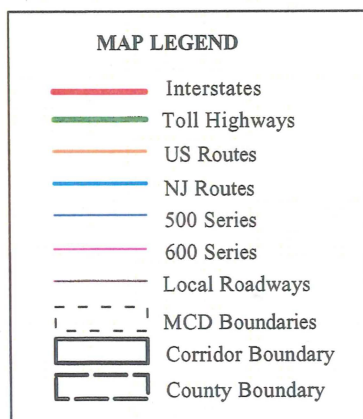 MAP LEGEND
Interstates
Toll Highways
US Routes
NJ Routes
500 Series
600 Series
Local Roadways
MCD Boundaries
Corridor Boundary
County Boundary